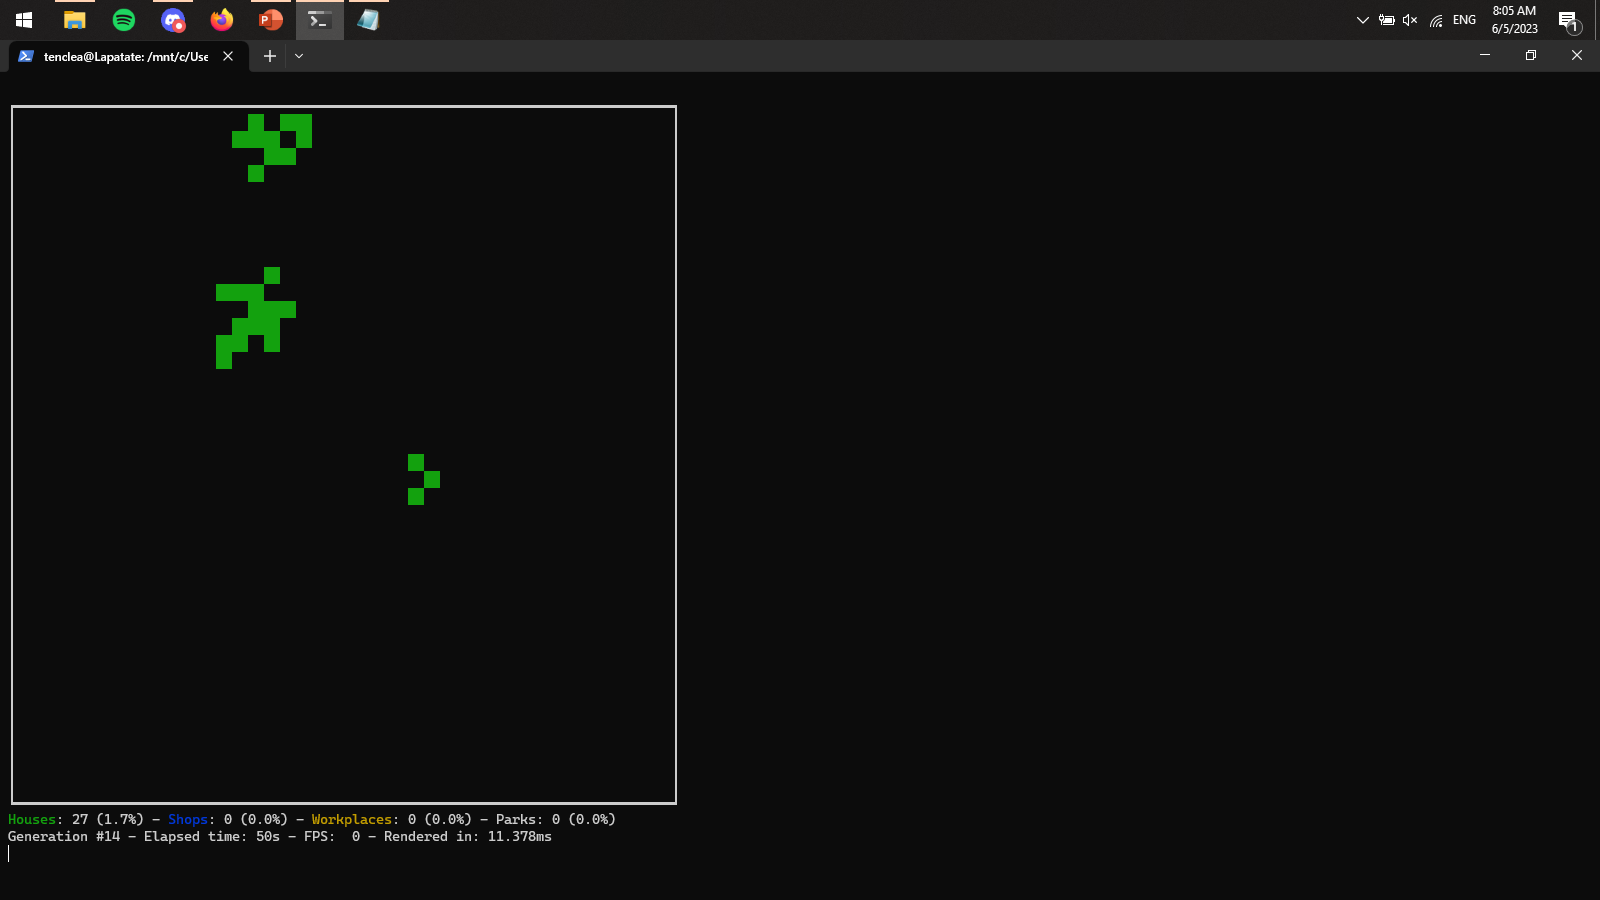 8:05 AM
ENG
6/5/2023
1
P
tenclea@Lapatate: /mnt/c/Use
Houses: 27 (1.7%) - Shops: 0 (0.0%) - Workplaces: 0 (0.0%) - Parks: 0 (0.0%)
Generation #14 - Elapsed time: 50s - FPS:  0 - Rendered in: 11.378ms